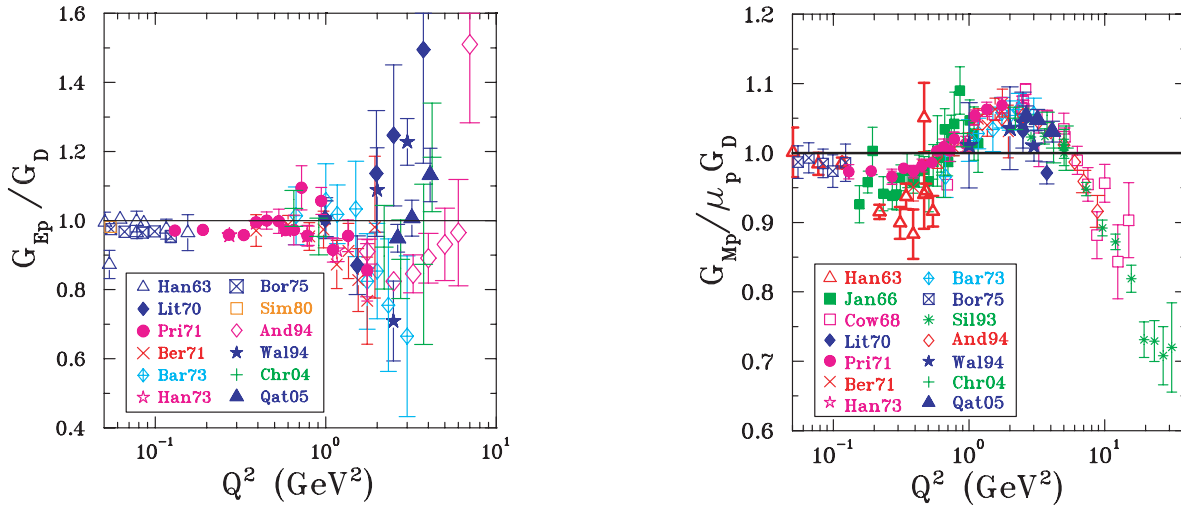 1.6
1.4
1.2
1.0
0.8
0.6
0.4
G_Ep /G_D
Han63
Lit70
Pri71
Ber71
Bar73
Han73
Bor75
Sim80
And94
Wal94
Chr04
Qat05
10^-1
10^0
10^1
Q^2 (GeV^2)
1.2
1.1
1.0
0.9
0.8
0.7
0.6
G_Mp/μ_pG_D
Han63
Jan66
Cow68
Lit70
Pri71
Ber71
Han73
Bar73
Bor75
Sil93
And94
Wal94
Chr04
Qat05
10^-1
10^0
10^1
Q^2 (GeV^2)